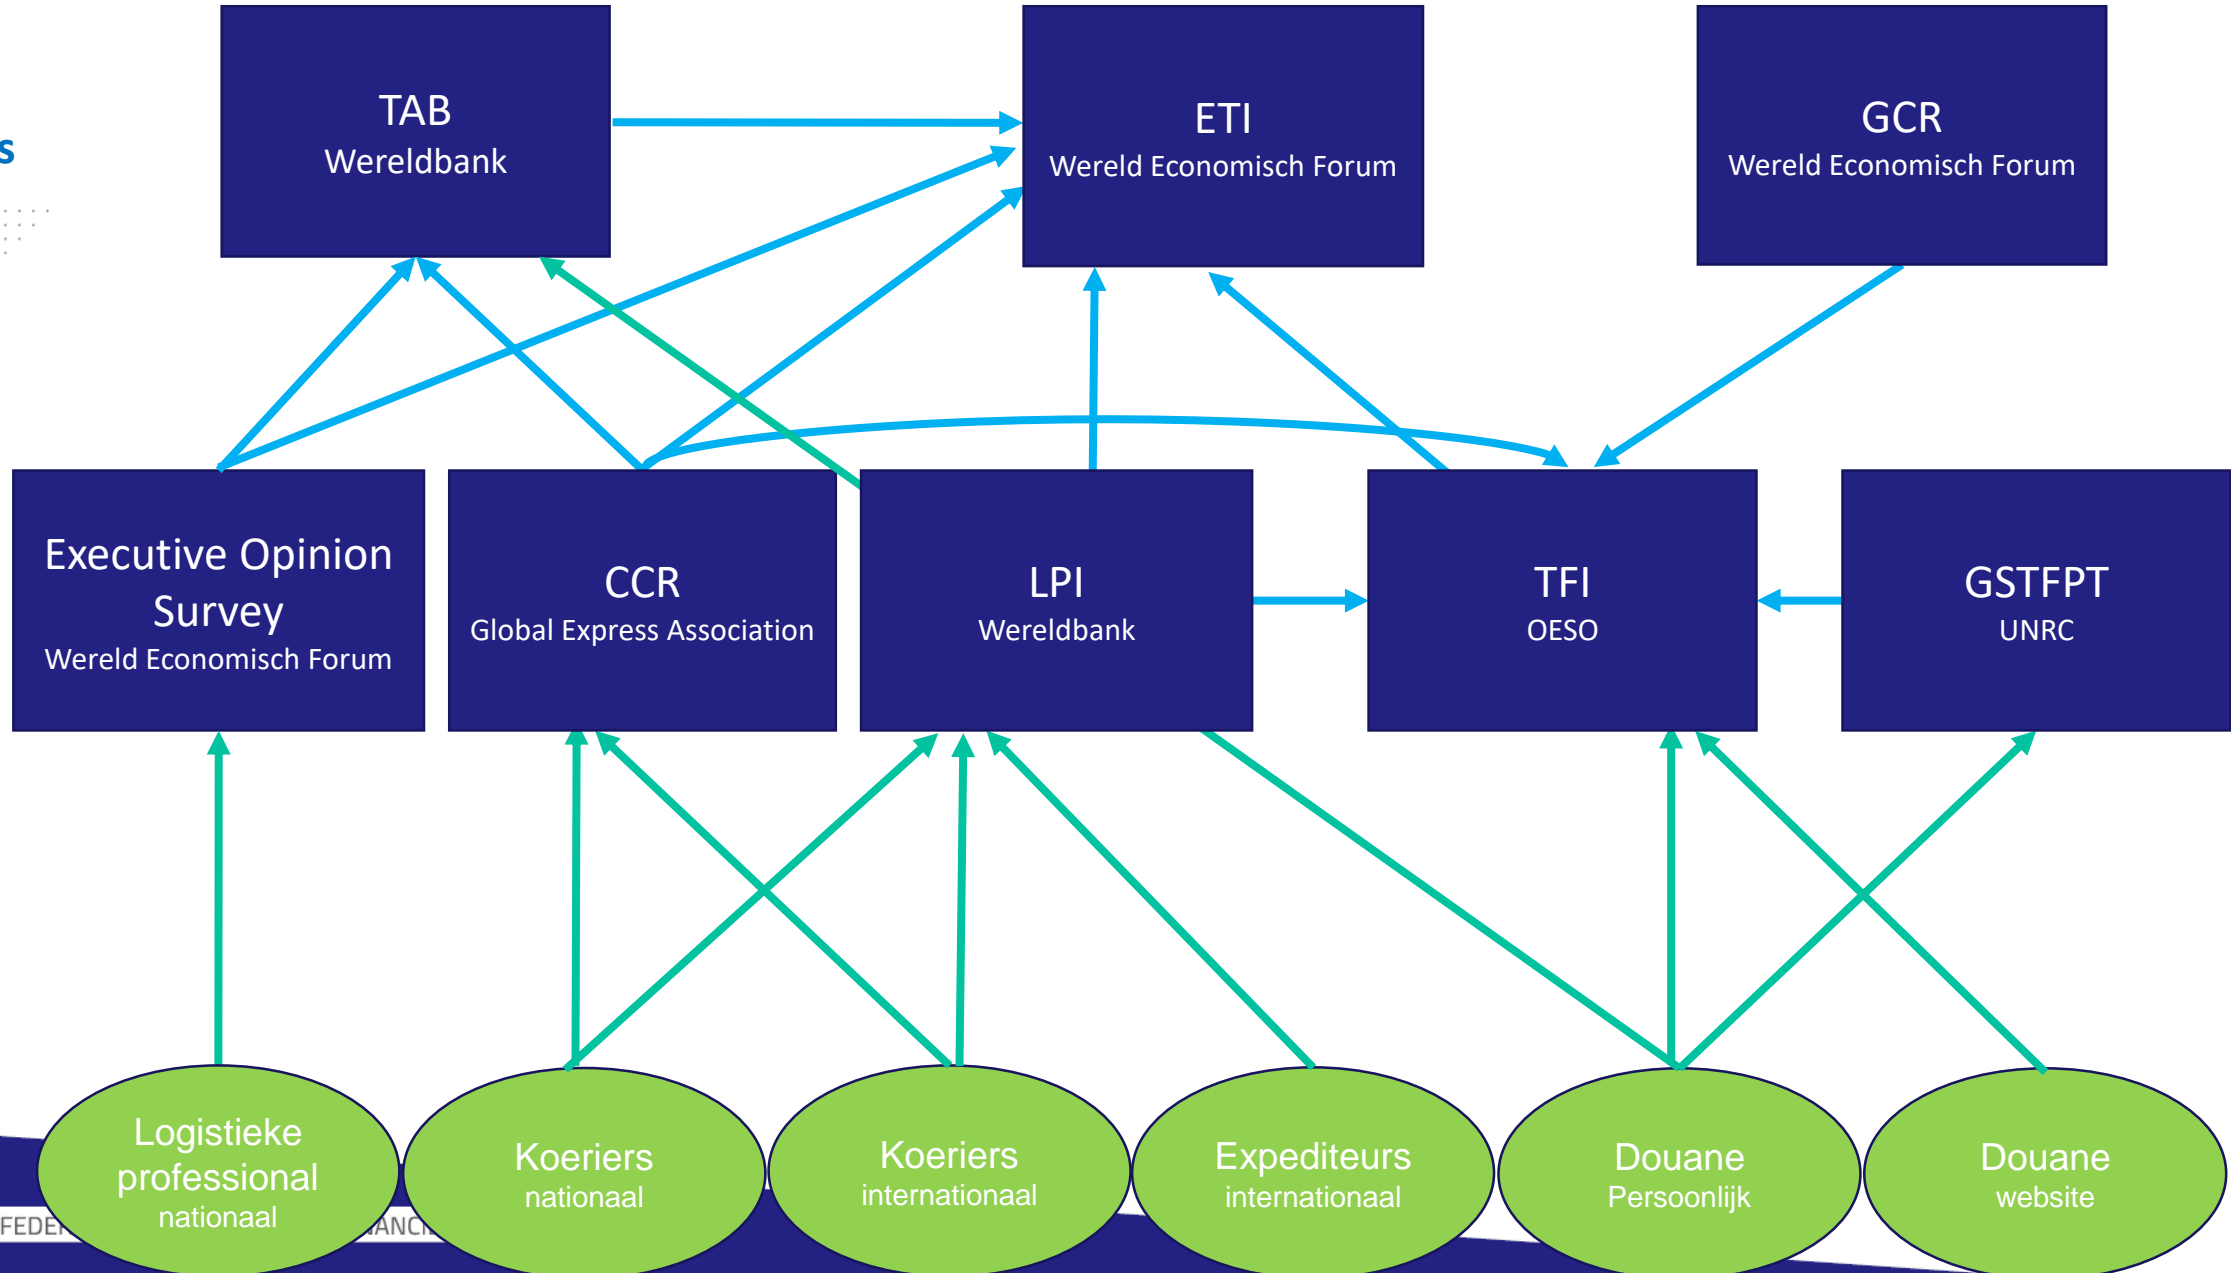 TAB
Wereldbank
ETI
Wereld Economisch Forum
GCR
Wereld Economisch Forum
s
Executive Opinion
Survey
Wereld Economisch Forum
CCR
Global Express Association
LPI
Wereldbank
TFI
OESO
GSTFPT
UNRC
Logistieke
professional
nationaal
Koeriers
nationaal
Koeriers
internationaal
Expediteurs
internationaal
Douane
Persoonlijk
Douane
website